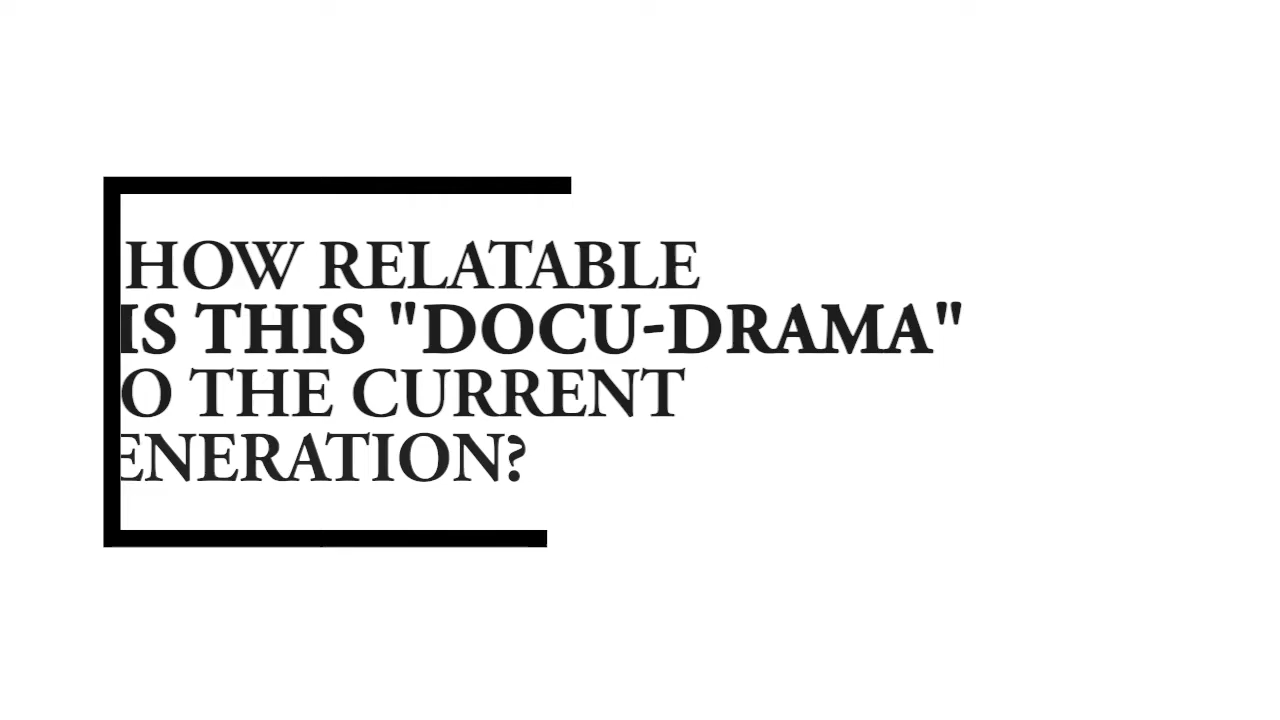 HOW RELATABLE
IS THIS "DOCU-DRAMA"
O THE CURRENT
ENERATION?